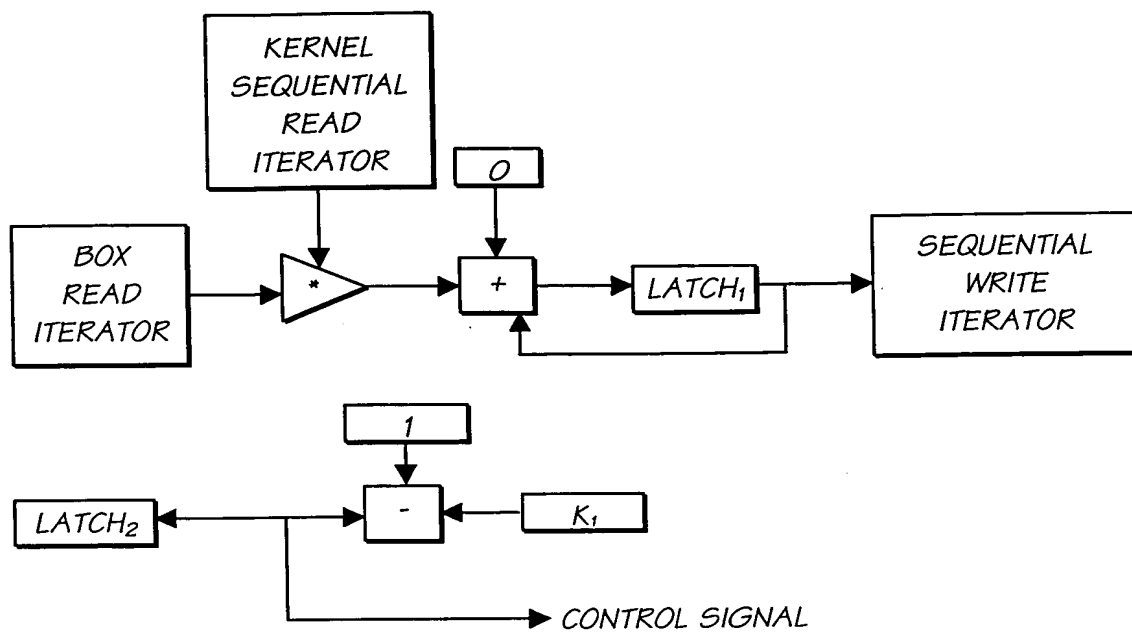 KERNEL
SEQUENTIAL
READ
ITERATOR
0
BOX
READ
ITERATOR
*
+
LATCH₁
SEQUENTIAL
WRITE
ITERATOR
1
LATCH₂
-
K₁
CONTROL SIGNAL